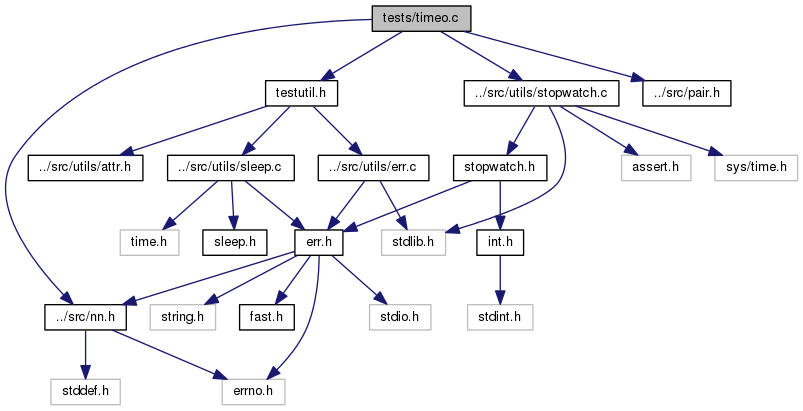 tests/timeo.c
testutil.h
../src/utils/stopwatch.c
../src/pair.h
../src/utils/attr.h
../src/utils/sleep.c
../src/utils/err.c
stopwatch.h
assert.h
sys/time.h
time.h
sleep.h
err.h
stdlib.h
int.h
../src/nn.h
string.h
fast.h
stdio.h
stdint.h
stddef.h
errno.h